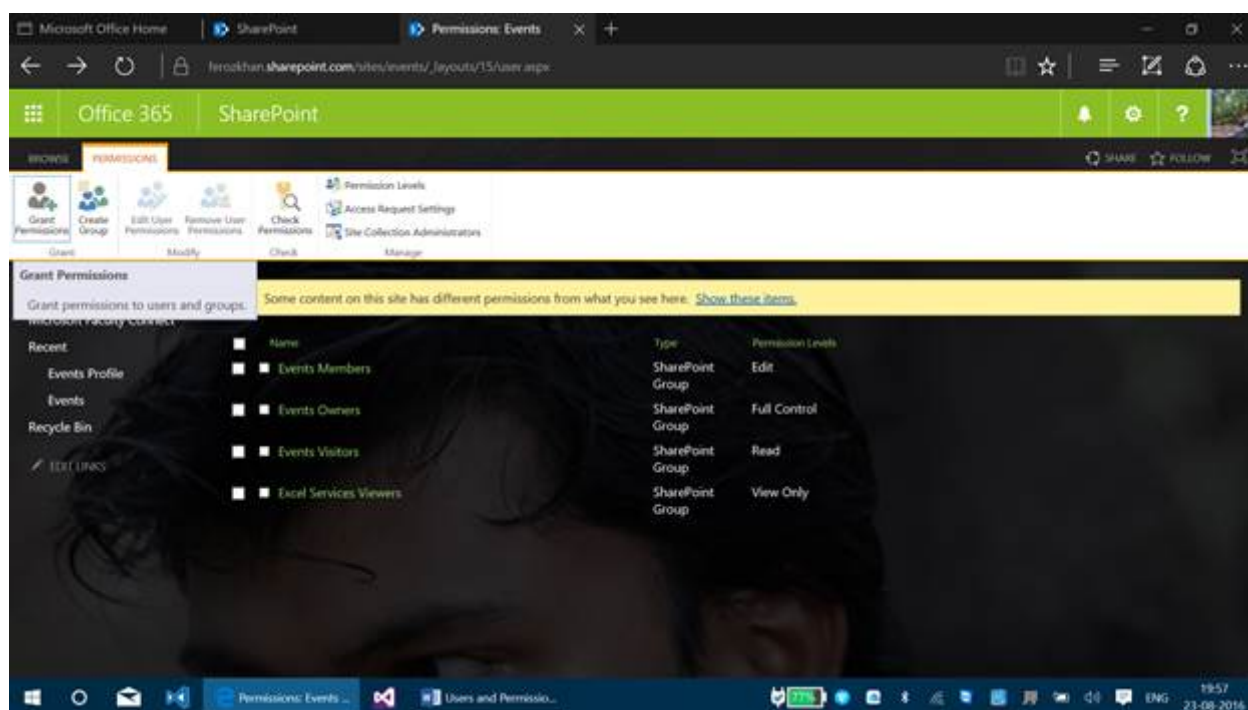 Microsoft Office Home SharePoint Permissions: Events
ferozkhan.sharepoint.com/sites/events/_layouts/15/user.aspx
Office 365 SharePoint ?
BROWSE PERMISSIONS SHARE FOLLOW
Grant Permissions
Create Group
Edit User Permissions
Remove User Permissions
Check Permissions
Permission Levels
Access Request Settings
Site Collection Administrators
Grant Modify Check Manage
Grant Permissions
Grant permissions to users and groups.
Some content on this site has different permissions from what you see here. Show these items.
Microsoft Faculty Connect
Recent
Events Profile
Events
Recycle Bin
EDIT LINKS
Name Type Permission Levels
Events Members SharePoint Group Edit
Events Owners SharePoint Group Full Control
Events Visitors SharePoint Group Read
Excel Services Viewers SharePoint Group View Only
Permissions: Events ... Users and Permissio... 77% ENG 19:57
23-08-2016